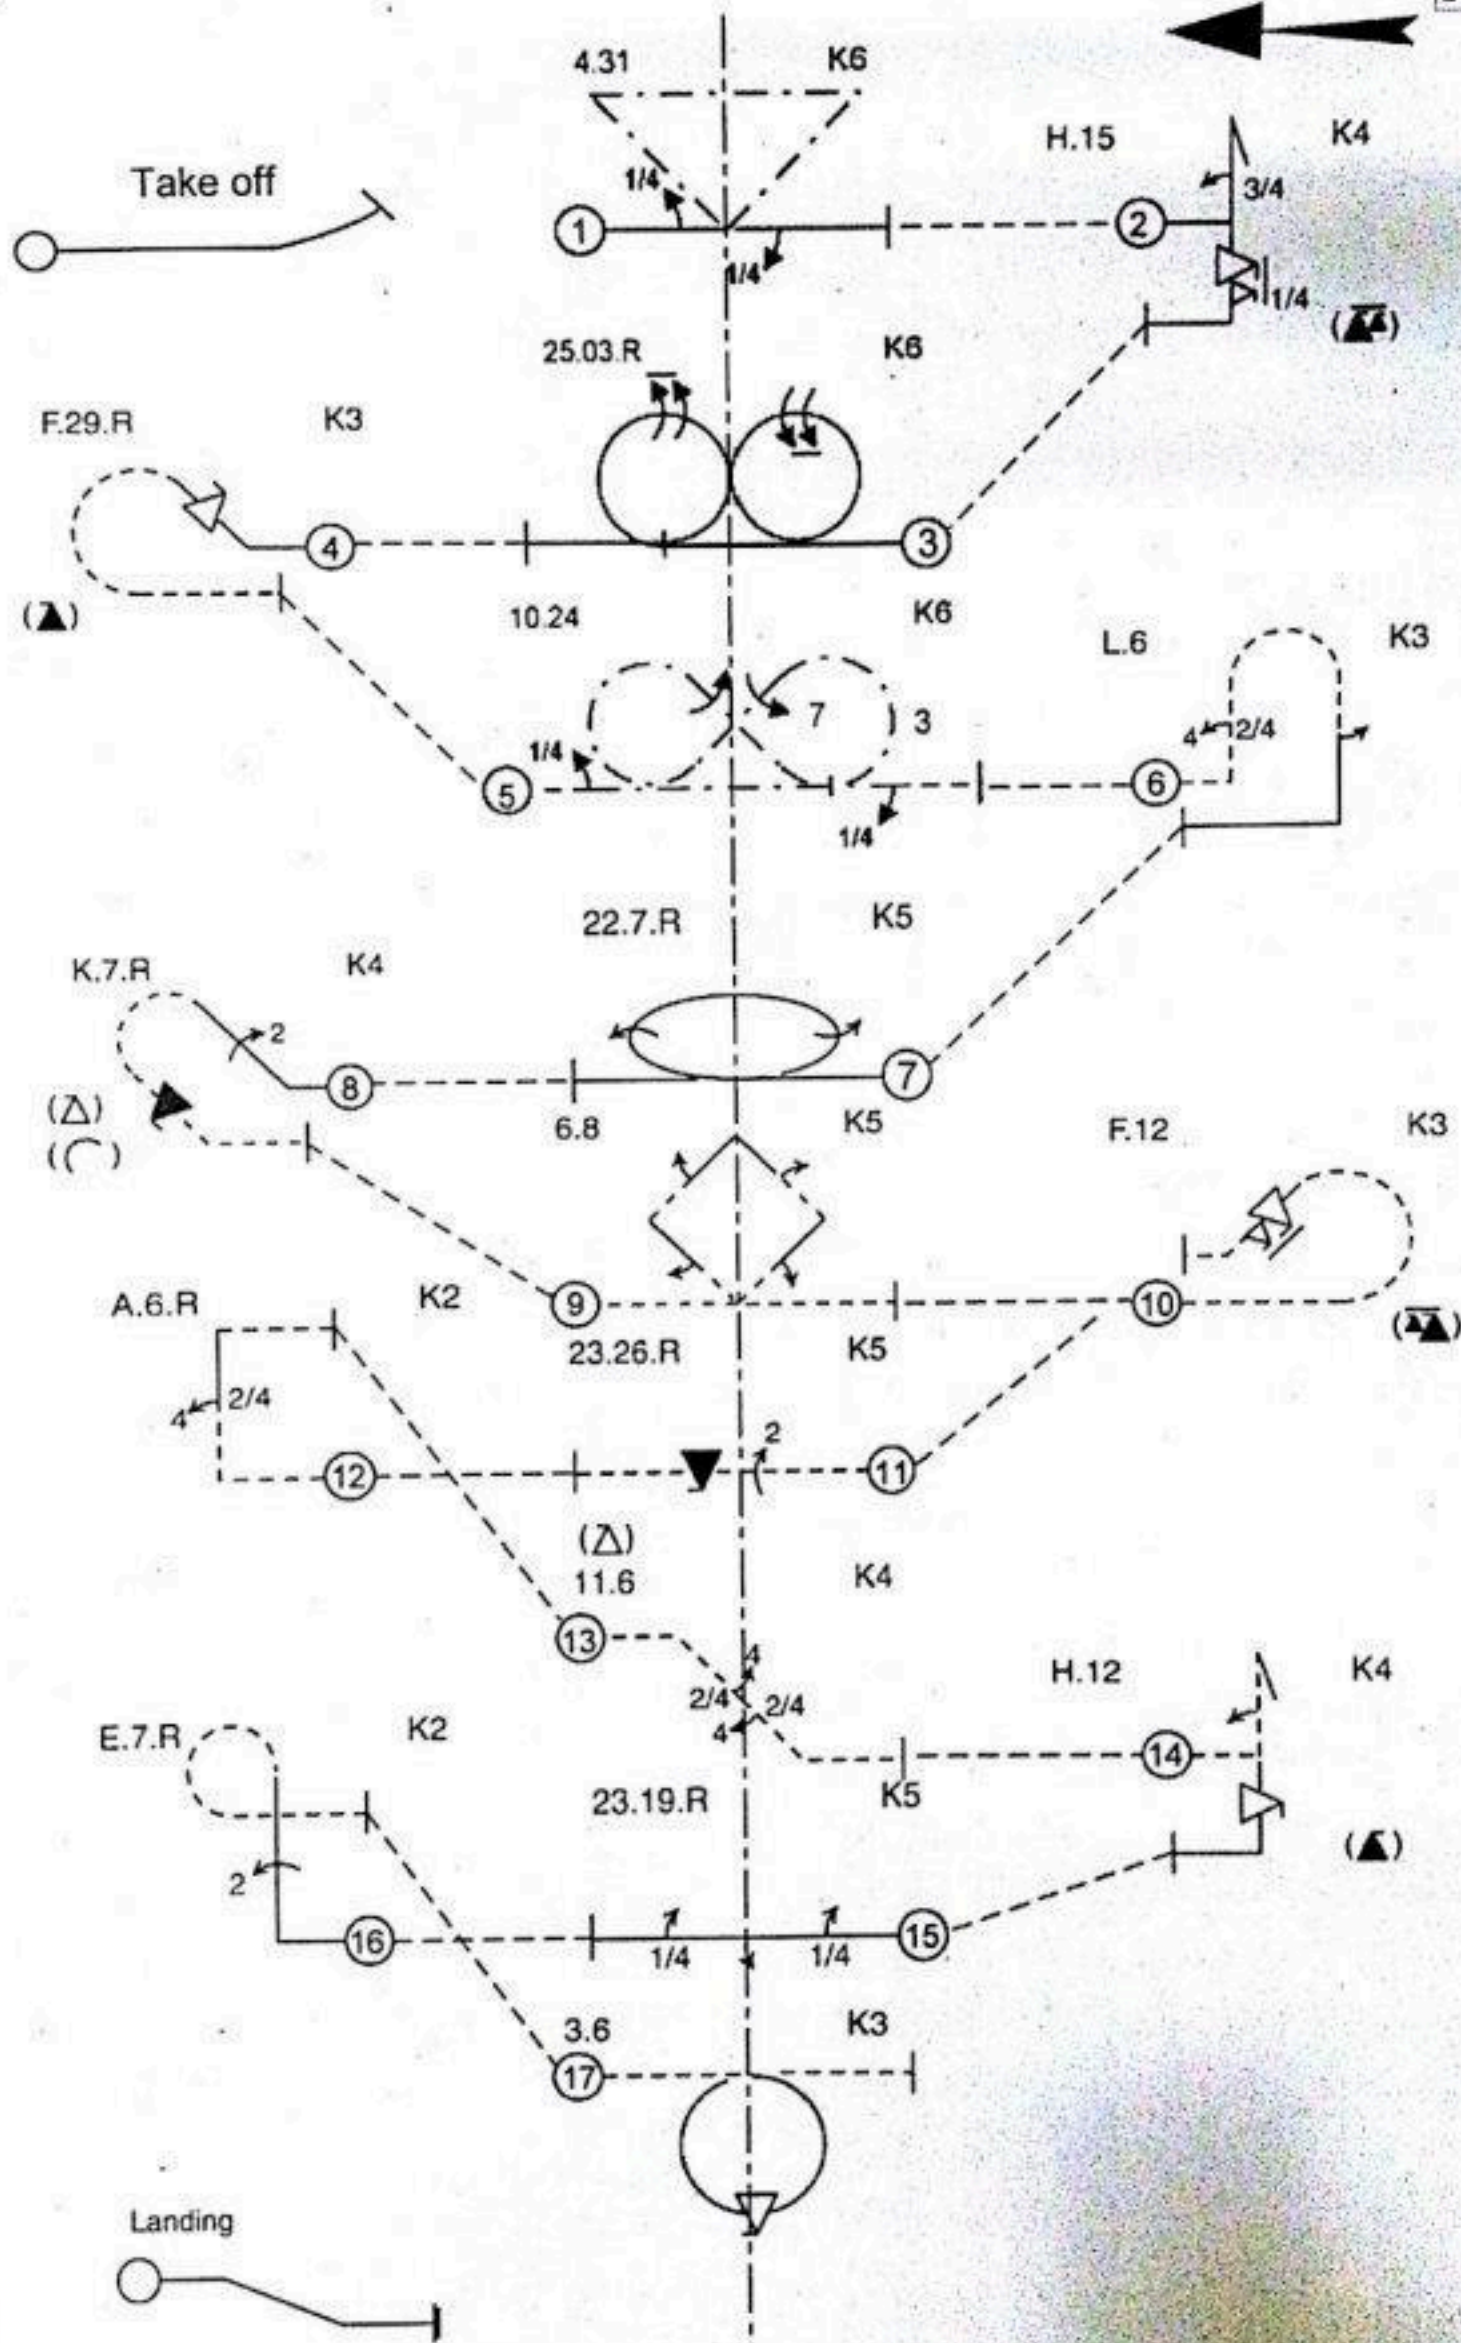 4.31 K6
H.15 K4
Take off
1/4
3/4
1 2
1/4
1/4
25.03.R K6
F.29.R K3
4 3
10.24 K6
L.6 K3
7 3
4 2/4
1/4
5 6
1/4
22.7.R K5
K.7.R K4
2
8 7
6.8 K5
F.12 K3
A.6.R K2
9 10
23.26.R K5
4 2/4
2
12 11
11.6 K4
13
4
2/4 2/4
4
H.12 K4
E.7.R K2
14
23.19.R K5
2
16 15
1/4 1/4
3.6 K3
17
Landing